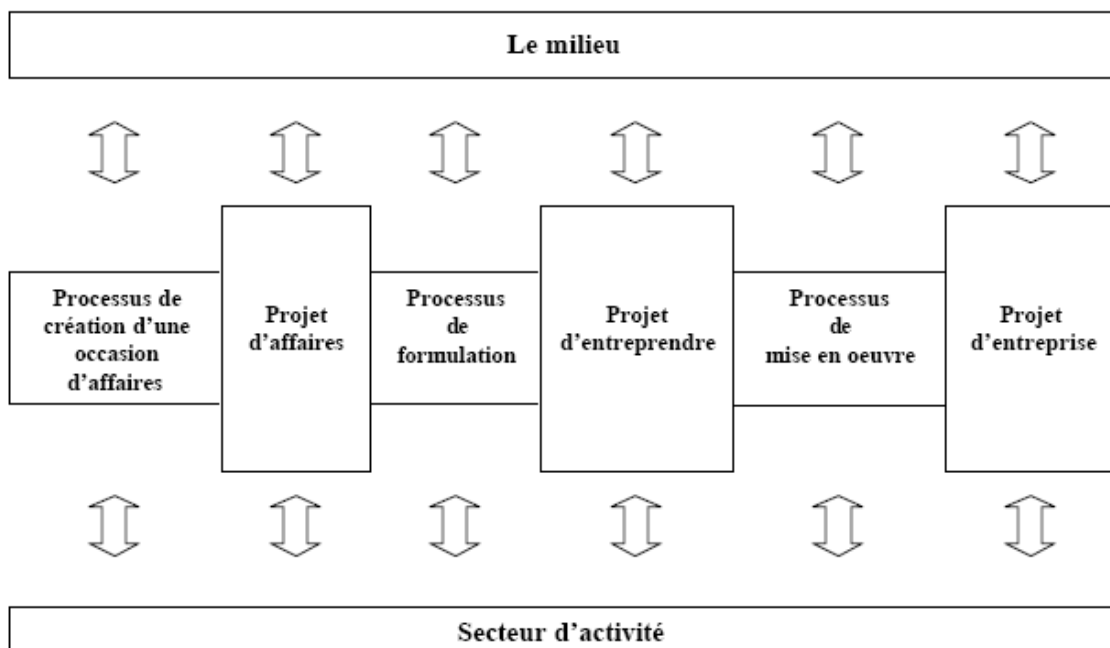 Le milieu
Processus de
création d'une
occasion
d'affaires
Projet
d'affaires
Processus
de
formulation
Projet
d'entreprendre
Processus
de
mise en oeuvre
Projet
d'entreprise
Secteur d'activité